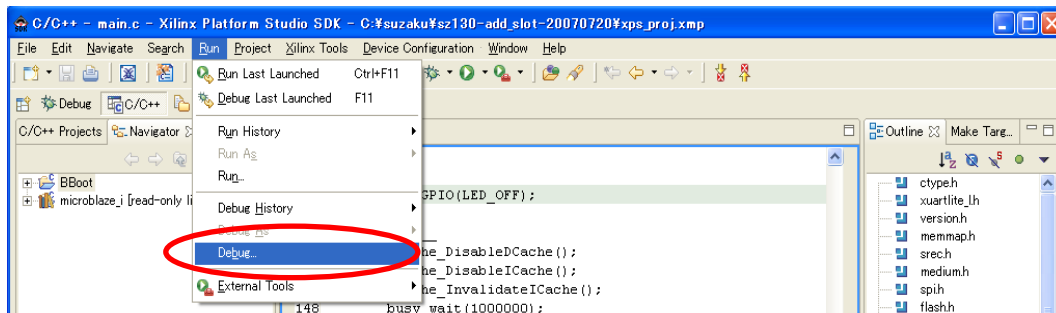 C/C++ - main.c - Xilinx Platform Studio SDK - C:¥suzaku¥sz130-add_slot-20070720¥xps_proj.xmp
File Edit Navigate Search Run Project Xilinx Tools Device Configuration Window Help
Run Last Launched Ctrl+F11
Debug Last Launched F11
Run History
Run As
Run...
Debug History
Debug As
Debug...
External Tools
Debug C/C++
C/C++ Projects Navigator
BBoot
microblaze_i [read-only li
GPIO(LED_OFF);
he_DisableDCache();
he_DisableICache();
he_InvalidateICache();
148 busy_wait(1000000);
Outline Make Targ...
ctype.h
xuartlite_l.h
version.h
memmap.h
srec.h
medium.h
spi.h
flash.h